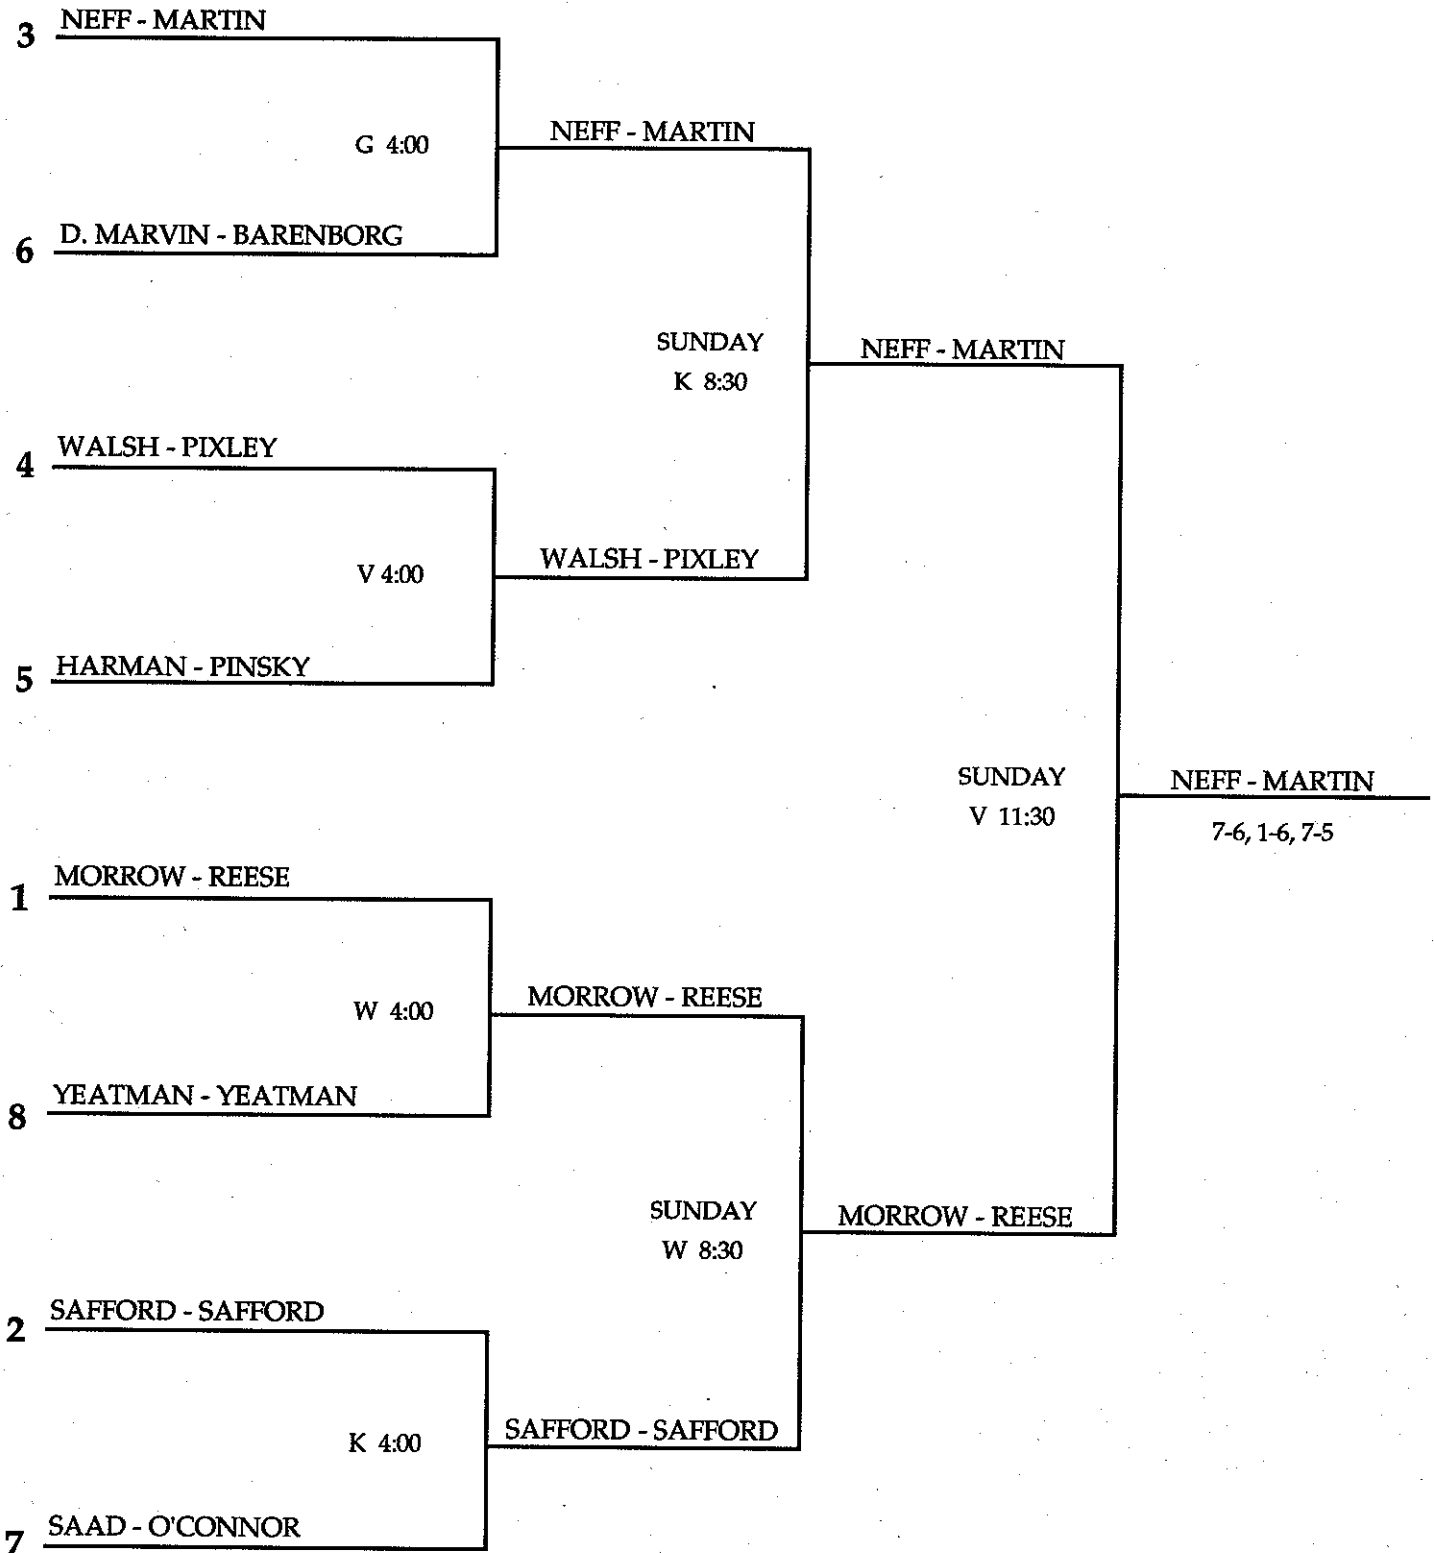 3 NEFF - MARTIN
G 4:00
NEFF - MARTIN
6 D. MARVIN - BARENBORG
SUNDAY
K 8:30
NEFF - MARTIN
4 WALSH - PIXLEY
V 4:00
WALSH - PIXLEY
5 HARMAN - PINSKY
SUNDAY
V 11:30
NEFF - MARTIN
7-6, 1-6, 7-5
1 MORROW - REESE
W 4:00
MORROW - REESE
8 YEATMAN - YEATMAN
SUNDAY
W 8:30
MORROW - REESE
2 SAFFORD - SAFFORD
K 4:00
SAFFORD - SAFFORD
7 SAAD - O'CONNOR